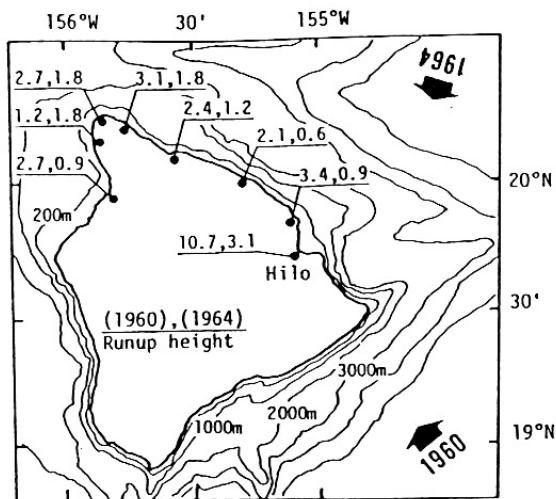 156°W 30' 155°W
1964
2.7,1.8 3.1,1.8
1.2,1.8 2.4,1.2
2.1,0.6
2.7,0.9 3.4,0.9
20°N
200m
10.7,3.1
Hilo
(1960),(1964)
Runup height
30'
3000m
2000m
1000m
1960
19°N